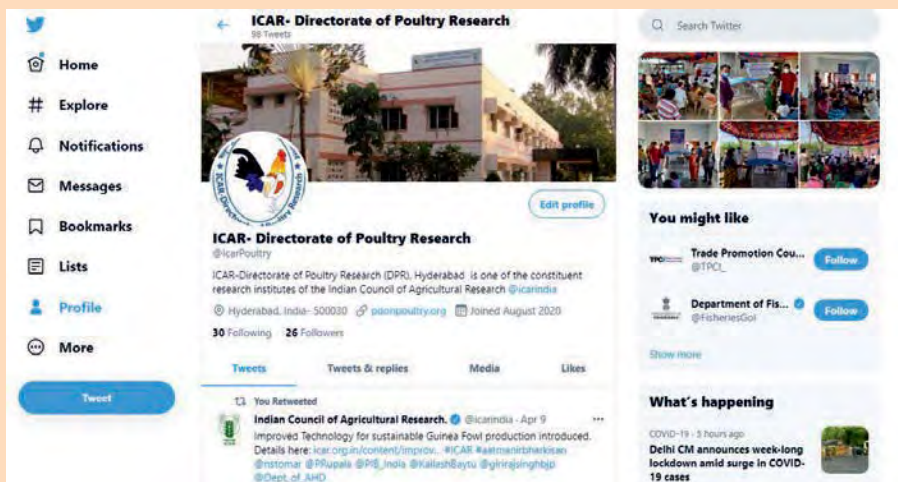 Home
Explore
Notifications
Messages
Bookmarks
Lists
Profile
More
Tweet
ICAR- Directorate of Poultry Research
98 Tweets
Edit profile
ICAR- Directorate of Poultry Research
@IcarPoultry
ICAR-Directorate of Poultry Research (DPR), Hyderabad is one of the constituent
research institutes of the Indian Council of Agricultural Research @icarindia
Hyderabad, India- 500030 pdonpoultry.org Joined August 2020
30 Following 26 Followers
Tweets Tweets & replies Media Likes
You Retweeted
Indian Council of Agricultural Research. @icarindia · Apr 9 ...
Improved Technology for sustainable Guinea Fowl production introduced.
Details here: icar.org.in/content/improv... #ICAR #aatmanirbharkisan
@nstomar @PRupala @PIB_India @KailashBaytu @girirajsinghbjp
@Dept_of_AHD
Search Twitter
You might like
Trade Promotion Cou...
@TPCI_
Follow
Department of Fis...
@FisheriesGoI
Follow
Show more
What's happening
COVID-19 · 5 hours ago
Delhi CM announces week-long
lockdown amid surge in COVID-
19 cases